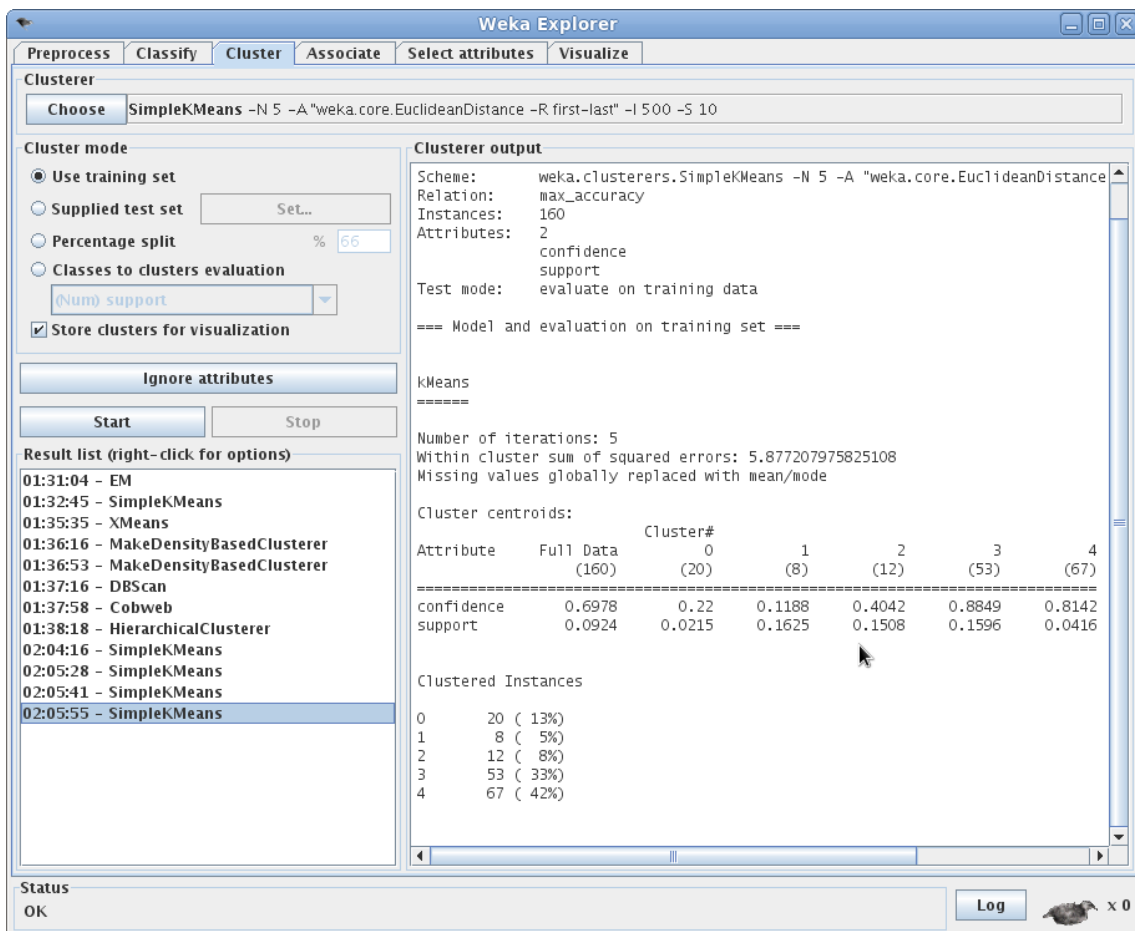 Weka Explorer
Preprocess Classify Cluster Associate Select attributes Visualize
Clusterer
Choose SimpleKMeans -N 5 -A "weka.core.EuclideanDistance -R first-last" -I 500 -S 10
Cluster mode
Use training set
Supplied test set Set...
Percentage split % 66
Classes to clusters evaluation
(Num) support
Store clusters for visualization
Ignore attributes
Start Stop
Result list (right-click for options)
01:31:04 - EM
01:32:45 - SimpleKMeans
01:35:35 - XMeans
01:36:16 - MakeDensityBasedClusterer
01:36:53 - MakeDensityBasedClusterer
01:37:16 - DBScan
01:37:58 - Cobweb
01:38:18 - HierarchicalClusterer
02:04:16 - SimpleKMeans
02:05:28 - SimpleKMeans
02:05:41 - SimpleKMeans
02:05:55 - SimpleKMeans
Clusterer output
Scheme: weka.clusterers.SimpleKMeans -N 5 -A "weka.core.EuclideanDistance
Relation: max_accuracy
Instances: 160
Attributes: 2
confidence
support
Test mode: evaluate on training data
=== Model and evaluation on training set ===
kMeans
======
Number of iterations: 5
Within cluster sum of squared errors: 5.877207975825108
Missing values globally replaced with mean/mode
Cluster centroids:
Cluster#
Attribute Full Data 0 1 2 3 4
(160) (20) (8) (12) (53) (67)
============================================================================
confidence 0.6978 0.22 0.1188 0.4042 0.8849 0.8142
support 0.0924 0.0215 0.1625 0.1508 0.1596 0.0416
Clustered Instances
0 20 ( 13%)
1 8 ( 5%)
2 12 ( 8%)
3 53 ( 33%)
4 67 ( 42%)
Status
OK
Log x 0